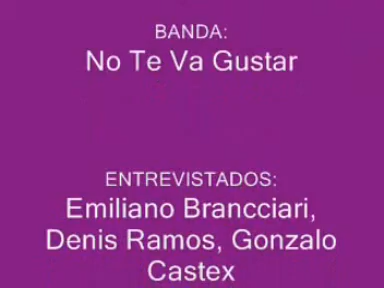 BANDA:
No Te Va Gustar
ENTREVISTADOS:
Emiliano Brancciari,
Denis Ramos, Gonzalo
Castex